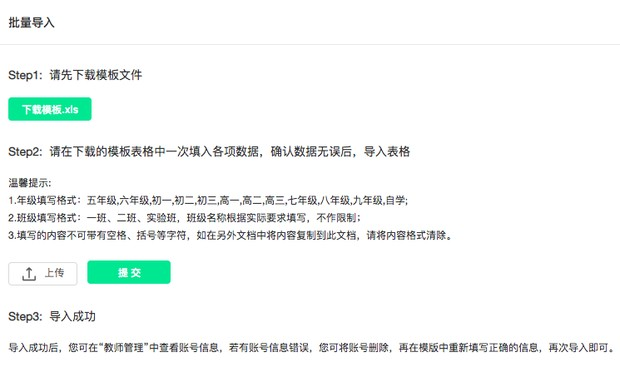 批量导入
Step1: 请先下载模板文件
下载模板.xls
Step2: 请在下载的模板表格中一次填入各项数据，确认数据无误后，导入表格
温馨提示:
1.年级填写格式：五年级,六年级,初一,初二,初三,高一,高二,高三,七年级,八年级,九年级,自学;
2.班级填写格式：一班、二班、实验班，班级名称根据实际要求填写，不作限制；
3.填写的内容不可带有空格、括号等字符，如在另外文档中将内容复制到此文档，请将内容格式清除。
上传
提 交
Step3: 导入成功
导入成功后，您可在“教师管理”中查看账号信息，若有账号信息错误，您可将账号删除，再在模版中重新填写正确的信息，再次导入即可。